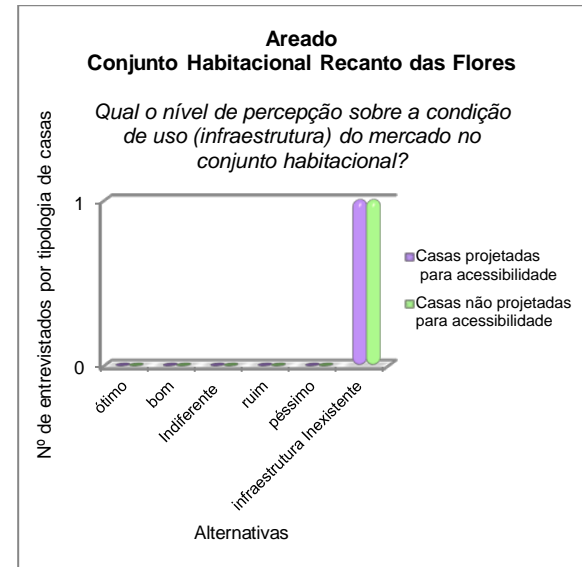 Areado
Conjunto Habitacional Recanto das Flores
Qual o nível de percepção sobre a condição
de uso (infraestrutura) do mercado no
conjunto habitacional?
Nº de entrevistados por tipologia de casas
1
0
ótimo
bom
Indiferente
ruim
péssimo
infraestrutura Inexistente
Alternativas
Casas projetadas
para acessibilidade
Casas não projetadas
para acessibilidade